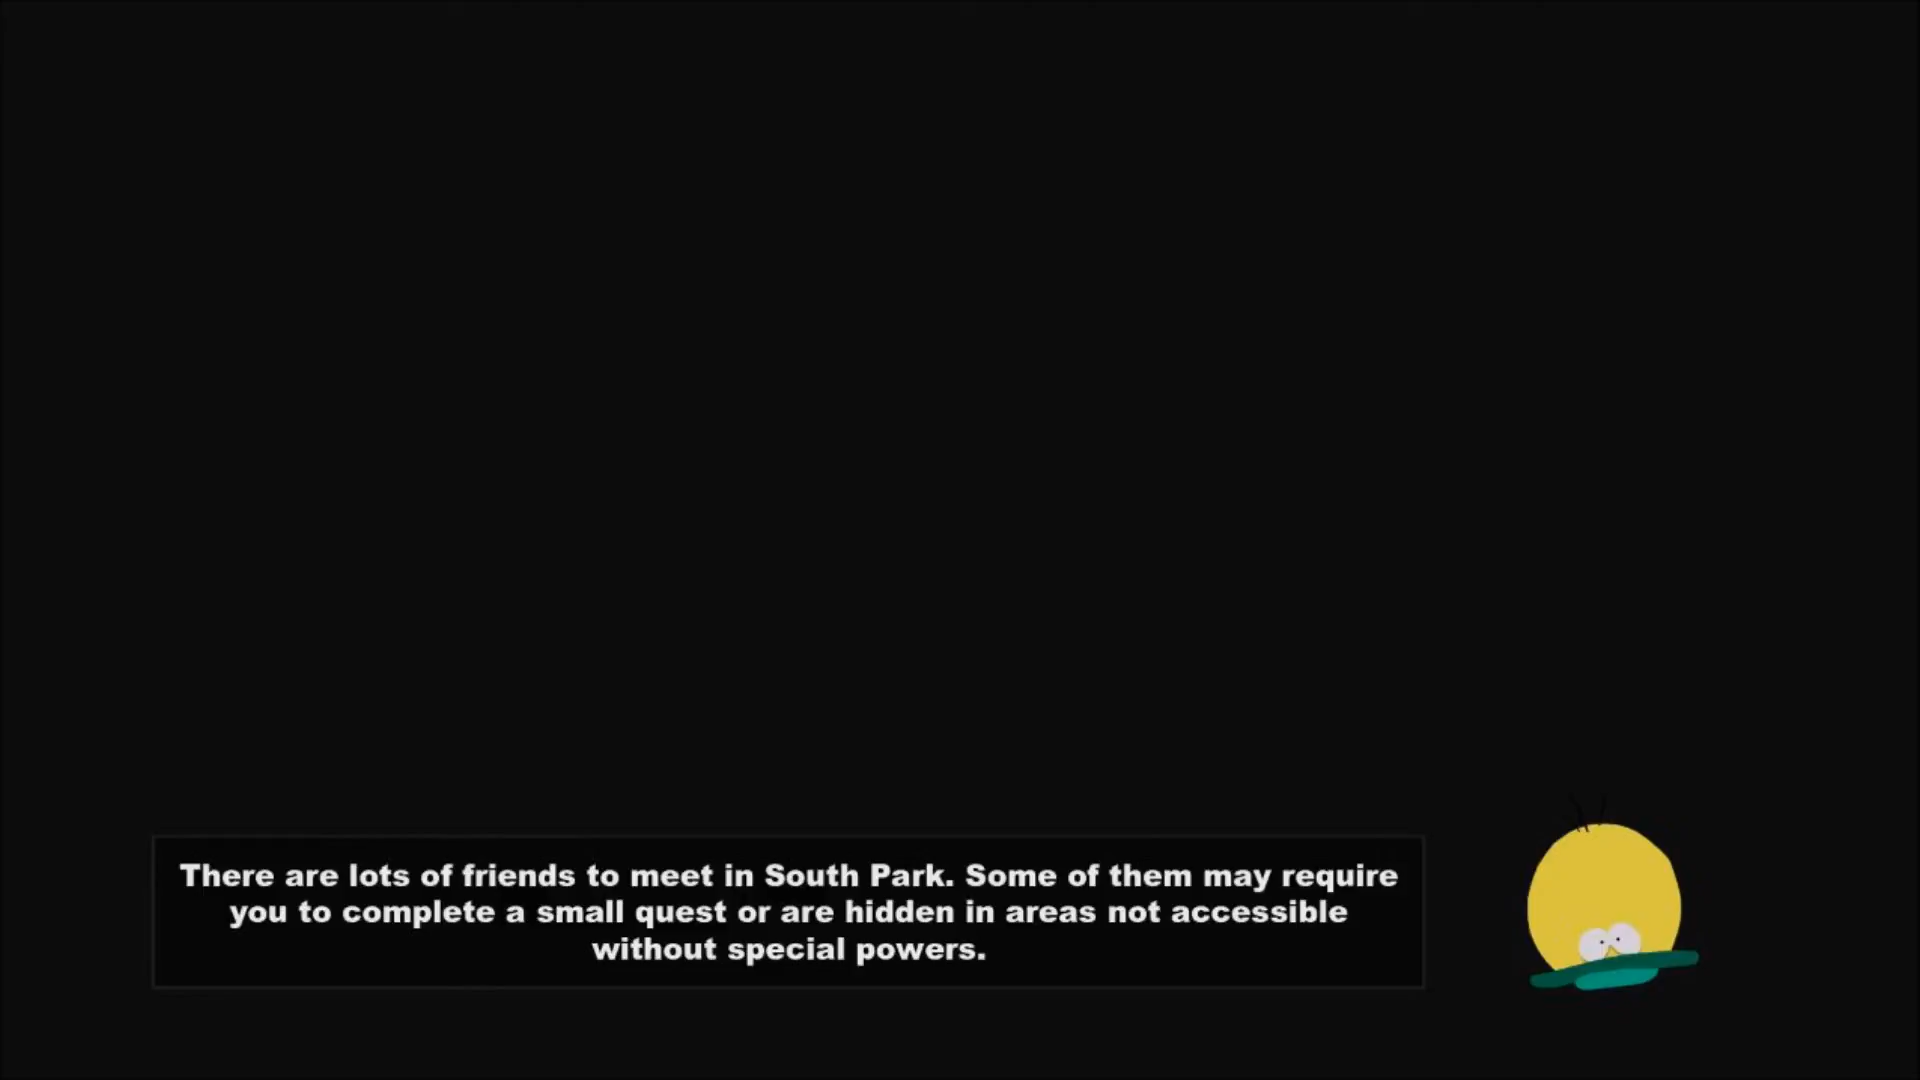 There are lots of friends to meet in South Park. Some of them may require
you to complete a small quest or are hidden in areas not accessible
without special powers.